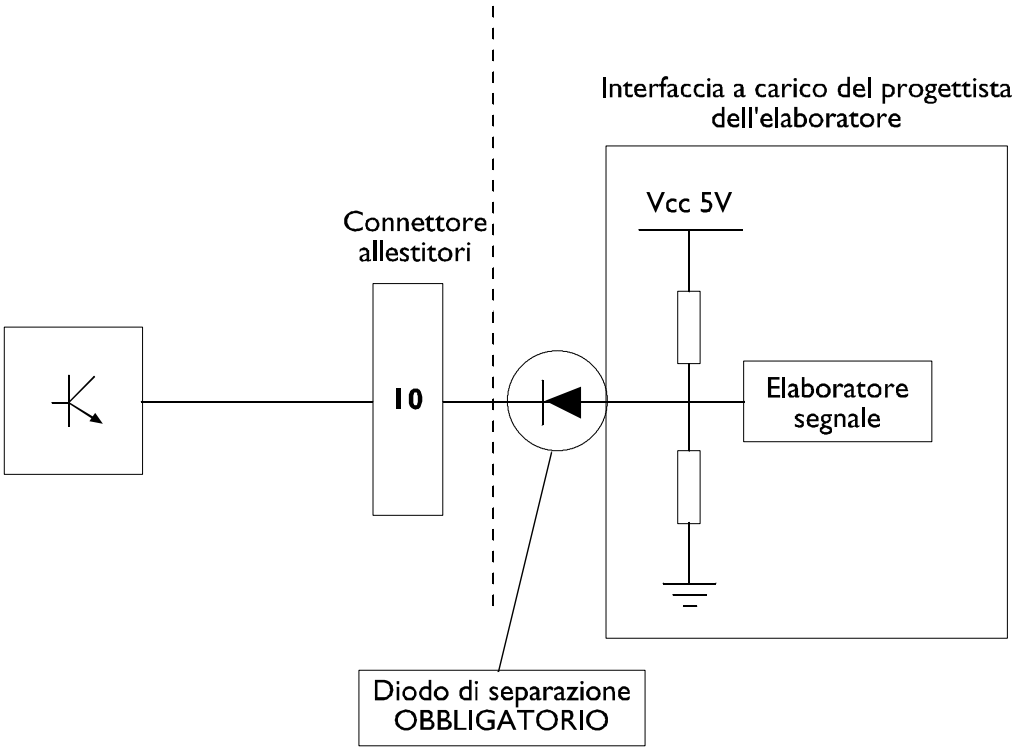 Interfaccia a carico del progettista
dell'elaboratore
Vcc 5V
Connettore
allestitori
10
Elaboratore
segnale
Diodo di separazione
OBBLIGATORIO